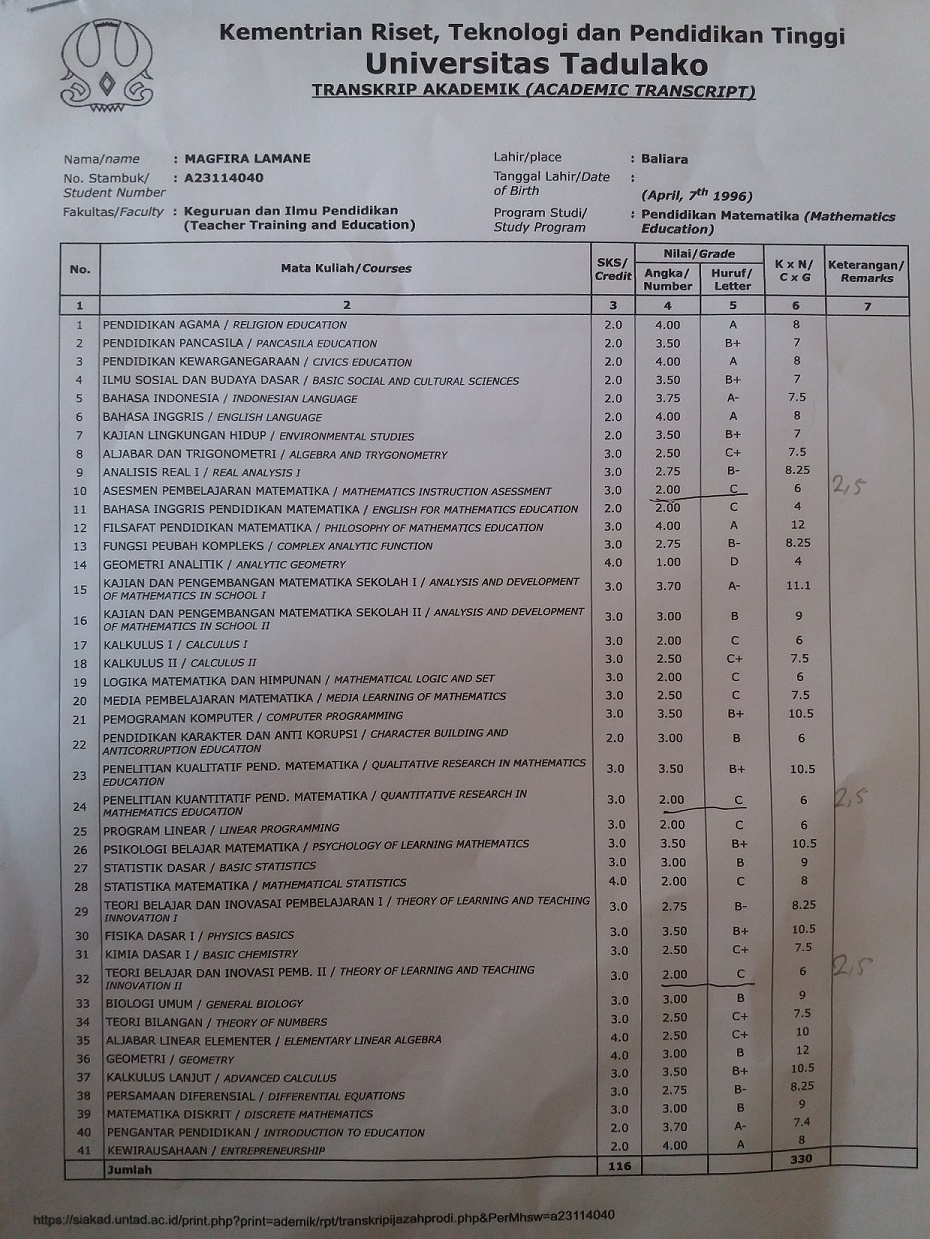 Kementrian Riset, Teknologi dan Pendidikan Tinggi
Universitas Tadulako
TRANSKRIP AKADEMIK (ACADEMIC TRANSCRIPT)
Nama/name : MAGFIRA LAMANE
No. Stambuk/ : A23114040
Student Number
Fakultas/Faculty : Keguruan dan Ilmu Pendidikan
(Teacher Training and Education)
Lahir/place : Baliara
Tanggal Lahir/Date :
of Birth (April, 7th 1996)
Program Studi/ : Pendidikan Matematika (Mathematics
Study Program Education)
No. Mata Kuliah/Courses SKS/ Credit Nilai/Grade K x N/ C x G Keterangan/ Remarks
Angka/ Number Huruf/ Letter
1 2 3 4 5 6 7
1 PENDIDIKAN AGAMA / RELIGION EDUCATION 2.0 4.00 A 8
2 PENDIDIKAN PANCASILA / PANCASILA EDUCATION 2.0 3.50 B+ 7
3 PENDIDIKAN KEWARGANEGARAAN / CIVICS EDUCATION 2.0 4.00 A 8
4 ILMU SOSIAL DAN BUDAYA DASAR / BASIC SOCIAL AND CULTURAL SCIENCES 2.0 3.50 B+ 7
5 BAHASA INDONESIA / INDONESIAN LANGUAGE 2.0 3.75 A- 7.5
6 BAHASA INGGRIS / ENGLISH LANGUAGE 2.0 4.00 A 8
7 KAJIAN LINGKUNGAN HIDUP / ENVIRONMENTAL STUDIES 2.0 3.50 B+ 7
8 ALJABAR DAN TRIGONOMETRI / ALGEBRA AND TRYGONOMETRY 3.0 2.50 C+ 7.5
9 ANALISIS REAL I / REAL ANALYSIS I 3.0 2.75 B- 8.25
10 ASESMEN PEMBELAJARAN MATEMATIKA / MATHEMATICS INSTRUCTION ASESSMENT 3.0 2.00 C 6 2,5
11 BAHASA INGGRIS PENDIDIKAN MATEMATIKA / ENGLISH FOR MATHEMATICS EDUCATION 2.0 2.00 C 4
12 FILSAFAT PENDIDIKAN MATEMATIKA / PHILOSOPHY OF MATHEMATICS EDUCATION 3.0 4.00 A 12
13 FUNGSI PEUBAH KOMPLEKS / COMPLEX ANALYTIC FUNCTION 3.0 2.75 B- 8.25
14 GEOMETRI ANALITIK / ANALYTIC GEOMETRY 4.0 1.00 D 4
15 KAJIAN DAN PENGEMBANGAN MATEMATIKA SEKOLAH I / ANALYSIS AND DEVELOPMENT 3.0 3.70 A- 11.1
OF MATHEMATICS IN SCHOOL I
16 KAJIAN DAN PENGEMBANGAN MATEMATIKA SEKOLAH II / ANALYSIS AND DEVELOPMENT 3.0 3.00 B 9
OF MATHEMATICS IN SCHOOL II
17 KALKULUS I / CALCULUS I 3.0 2.00 C 6
18 KALKULUS II / CALCULUS II 3.0 2.50 C+ 7.5
19 LOGIKA MATEMATIKA DAN HIMPUNAN / MATHEMATICAL LOGIC AND SET 3.0 2.00 C 6
20 MEDIA PEMBELAJARAN MATEMATIKA / MEDIA LEARNING OF MATHEMATICS 3.0 2.50 C 7.5
21 PEMOGRAMAN KOMPUTER / COMPUTER PROGRAMMING 3.0 3.50 B+ 10.5
22 PENDIDIKAN KARAKTER DAN ANTI KORUPSI / CHARACTER BUILDING AND 2.0 3.00 B 6
ANTICORRUPTION EDUCATION
23 PENELITIAN KUALITATIF PEND. MATEMATIKA / QUALITATIVE RESEARCH IN MATHEMATICS 3.0 3.50 B+ 10.5
EDUCATION
24 PENELITIAN KUANTITATIF PEND. MATEMATIKA / QUANTITATIVE RESEARCH IN 3.0 2.00 C 6 2,5
MATHEMATICS EDUCATION
25 PROGRAM LINEAR / LINEAR PROGRAMMING 3.0 2.00 C 6
26 PSIKOLOGI BELAJAR MATEMATIKA / PSYCHOLOGY OF LEARNING MATHEMATICS 3.0 3.50 B+ 10.5
27 STATISTIK DASAR / BASIC STATISTICS 3.0 3.00 B 9
28 STATISTIKA MATEMATIKA / MATHEMATICAL STATISTICS 4.0 2.00 C 8
29 TEORI BELAJAR DAN INOVASAI PEMBELAJARAN I / THEORY OF LEARNING AND TEACHING 3.0 2.75 B- 8.25
INNOVATION I
30 FISIKA DASAR I / PHYSICS BASICS 3.0 3.50 B+ 10.5
31 KIMIA DASAR I / BASIC CHEMISTRY 3.0 2.50 C+ 7.5
32 TEORI BELAJAR DAN INOVASI PEMB. II / THEORY OF LEARNING AND TEACHING 3.0 2.00 C 6 2,5
INNOVATION II
33 BIOLOGI UMUM / GENERAL BIOLOGY 3.0 3.00 B 9
34 TEORI BILANGAN / THEORY OF NUMBERS 3.0 2.50 C+ 7.5
35 ALJABAR LINEAR ELEMENTER / ELEMENTARY LINEAR ALGEBRA 4.0 2.50 C+ 10
36 GEOMETRI / GEOMETRY 4.0 3.00 B 12
37 KALKULUS LANJUT / ADVANCED CALCULUS 3.0 3.50 B+ 10.5
38 PERSAMAAN DIFERENSIAL / DIFFERENTIAL EQUATIONS 3.0 2.75 B- 8.25
39 MATEMATIKA DISKRIT / DISCRETE MATHEMATICS 3.0 3.00 B 9
40 PENGANTAR PENDIDIKAN / INTRODUCTION TO EDUCATION 2.0 3.70 A- 7.4
41 KEWIRAUSAHAAN / ENTREPRENEURSHIP 2.0 4.00 A 8
Jumlah 116 330
https://siakad.untad.ac.id/print.php?print=ademik/rpt/transkripijazahprodi.php&PerMhsw=a23114040